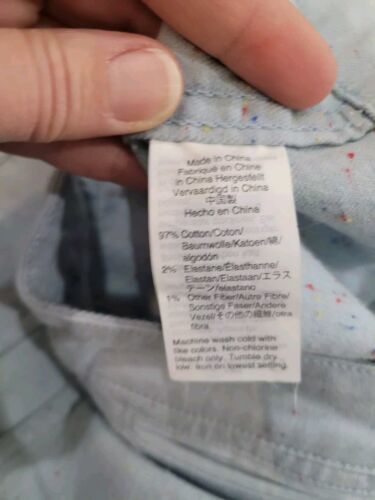 Made in China
Fabriqué en Chine
in China Hergestellt
Vervaardigd in China
中国製
Hecho en China
97% Cotton/Coton/
Baumwolle/Katoen/綿/
algodón
2% Elastane/Elasthanne/
Elastan/Elastaan/エラス
テーン/elastano
1% Other Fiber/Autre Fibre/
Sonstige Faser/Andere
Vezel/その他の繊維/otra
fibra
Machine wash cold with
like colors. Non-chlorine
bleach only. Tumble dry
low. Iron on lowest setting.